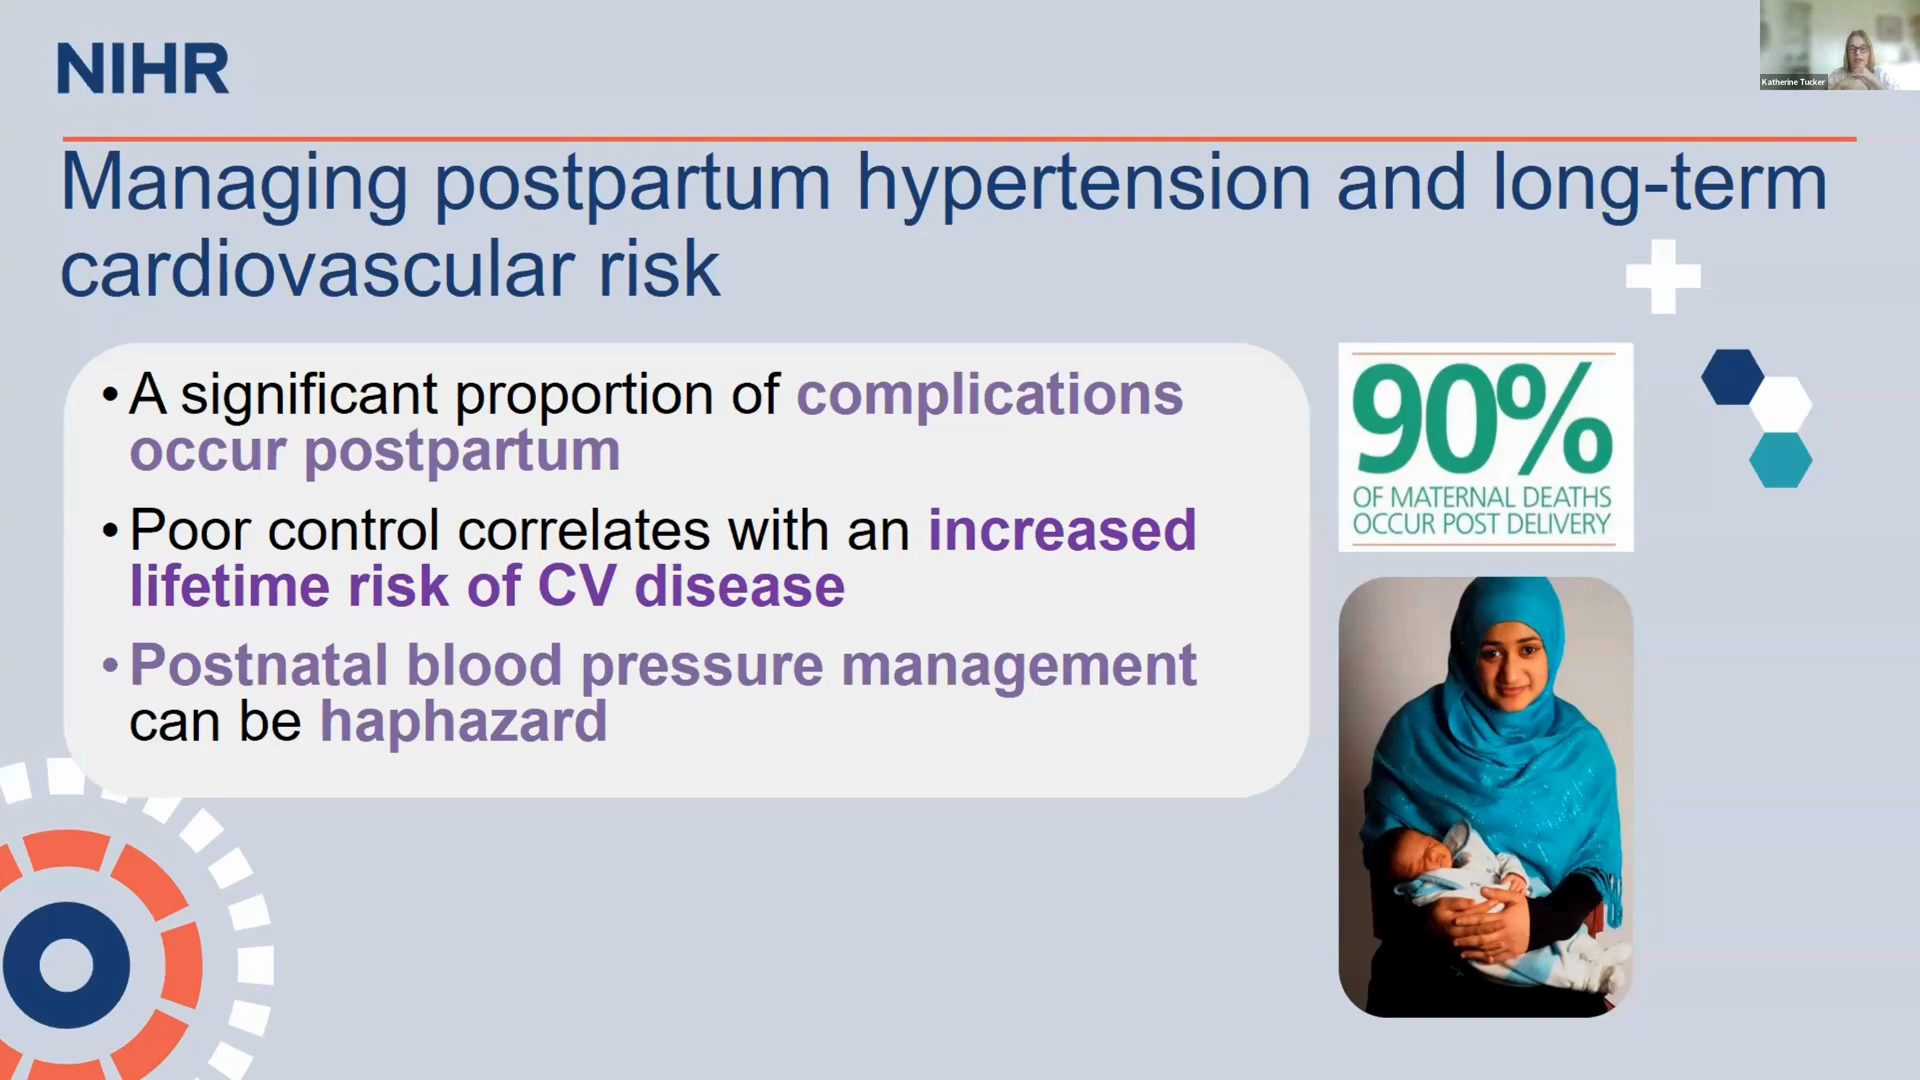 NIHR
Katherine Tucker
Managing postpartum hypertension and long-term
cardiovascular risk
• A significant proportion of complications
occur postpartum
• Poor control correlates with an increased
lifetime risk of CV disease
• Postnatal blood pressure management
can be haphazard
90%
OF MATERNAL DEATHS
OCCUR POST DELIVERY